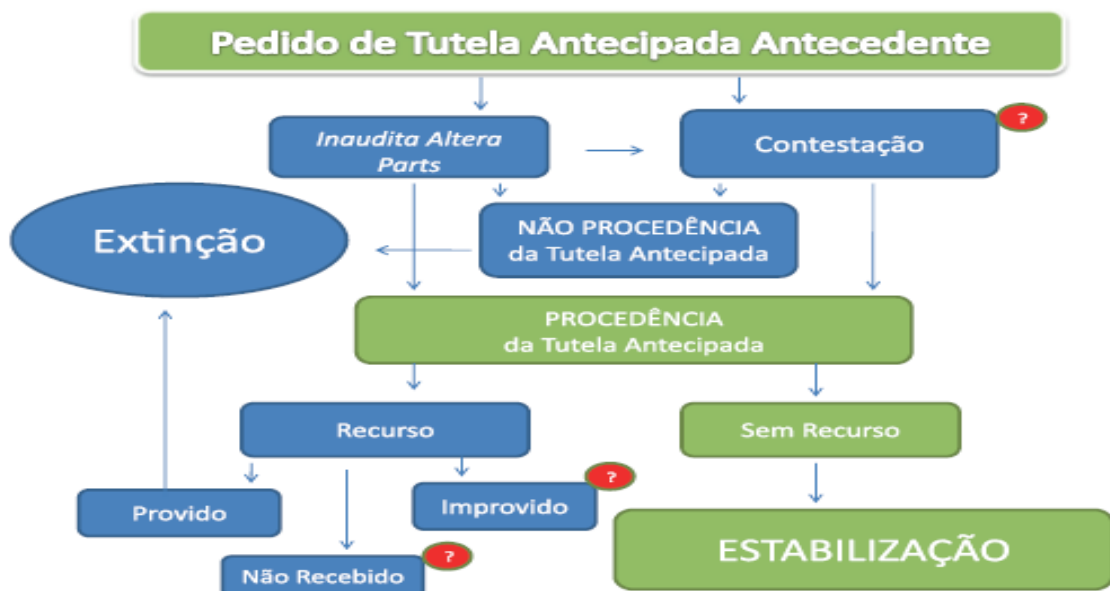 Pedido de Tutela Antecipada Antecedente
Inaudita Altera
Parts
?
Contestação
NÃO PROCEDÊNCIA
da Tutela Antecipada
Extinção
PROCEDÊNCIA
da Tutela Antecipada
Recurso
Sem Recurso
Provido
?
Improvido
?
Não Recebido
ESTABILIZAÇÃO